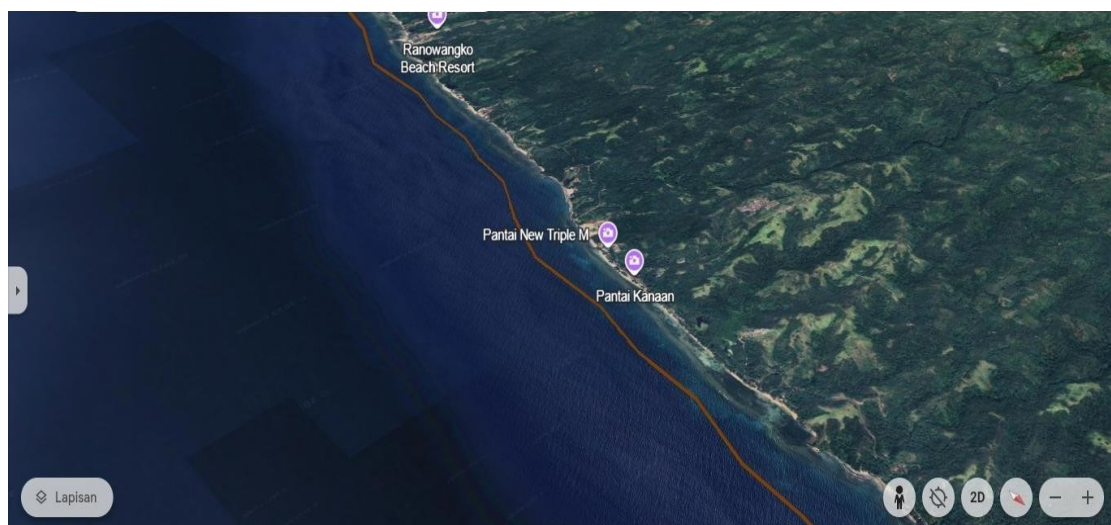 Ranowangko
Beach Resort
Pantai New Triple M
Pantai Kanaan
Lapisan
2D